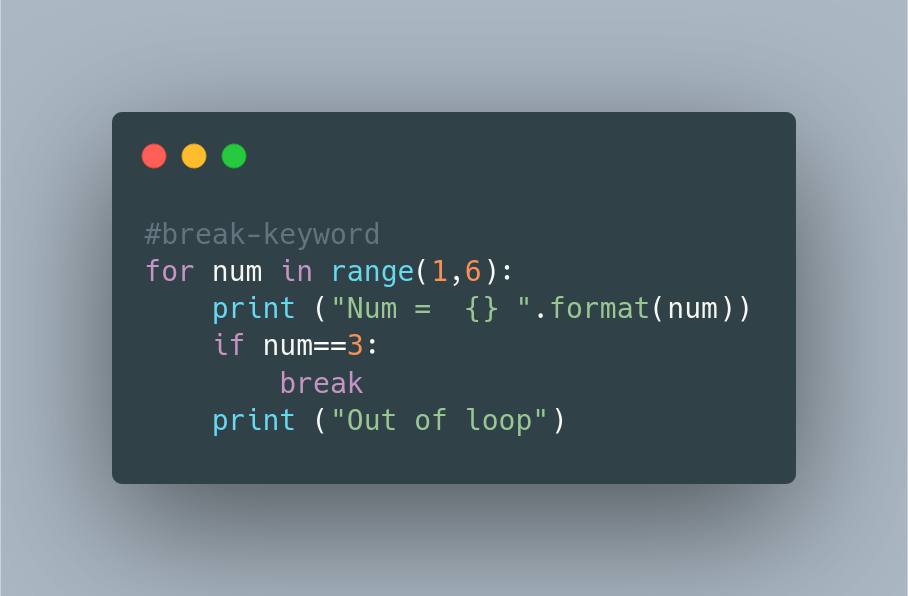 #break-keyword
for num in range(1,6):
    print ("Num =  {} ".format(num))
    if num==3:
        break
    print ("Out of loop")